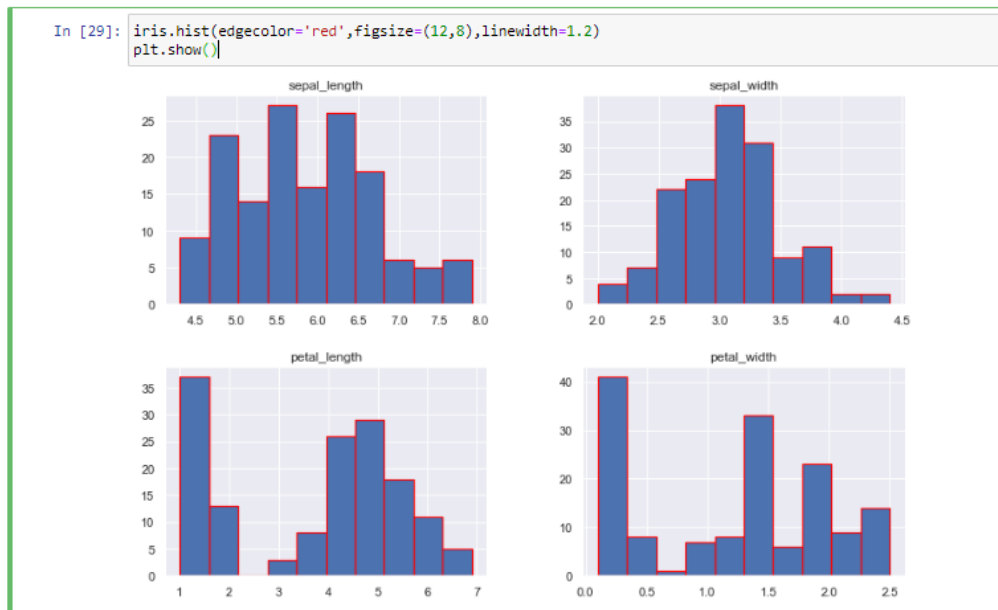 In [29]: iris.hist(edgecolor='red',figsize=(12,8),linewidth=1.2)
plt.show()
sepal_length
25
20
15
10
5
0
4.5 5.0 5.5 6.0 6.5 7.0 7.5 8.0
sepal_width
35
30
25
20
15
10
5
0
2.0 2.5 3.0 3.5 4.0 4.5
petal_length
35
30
25
20
15
10
5
0
1 2 3 4 5 6 7
petal_width
40
30
20
10
0
0.0 0.5 1.0 1.5 2.0 2.5